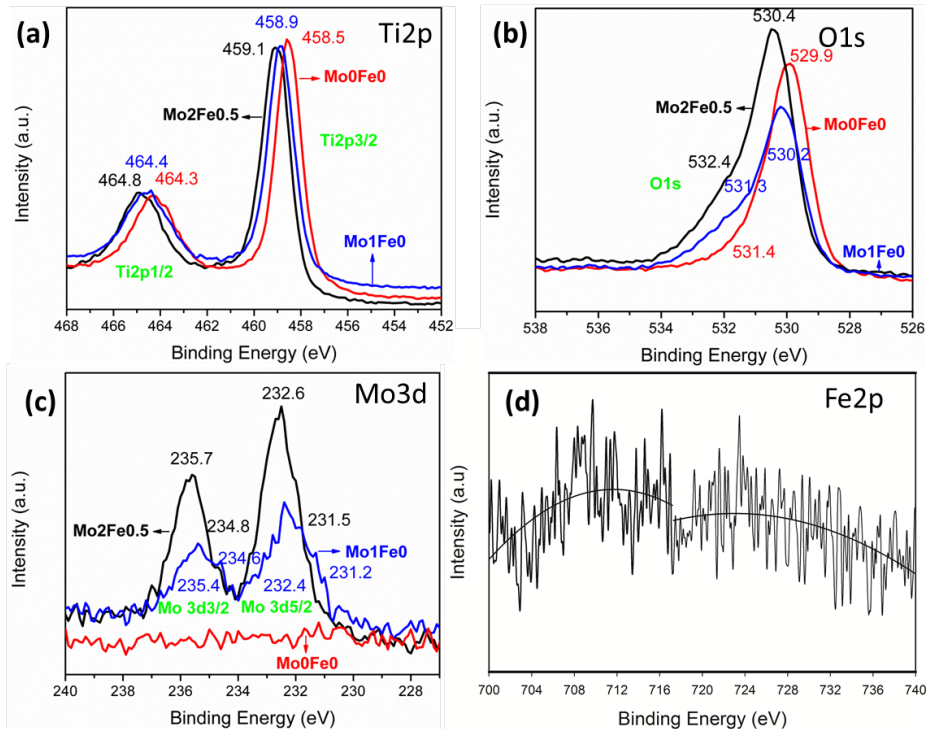 (a)
Ti2p
458.9
459.1
458.5
Mo0Fe0
Mo2Fe0.5
Ti2p3/2
464.4
464.8
464.3
Ti2p1/2
Mo1Fe0
Intensity (a.u.)
468 466 464 462 460 458 456 454 452
Binding Energy (eV)
(b)
O1s
530.4
529.9
Mo2Fe0.5
Mo0Fe0
532.4
530.2
O1s
531.3
531.4
Mo1Fe0
Intensity (a.u.)
538 536 534 532 530 528 526
Binding Energy (eV)
(c)
Mo3d
232.6
235.7
Mo2Fe0.5
234.8
231.5
234.6
Mo1Fe0
231.2
235.4
232.4
Mo 3d3/2
Mo 3d5/2
Mo0Fe0
Intensity (a.u.)
240 238 236 234 232 230 228
Binding Energy (eV)
(d)
Fe2p
Intensity (a.u)
700 704 708 712 716 720 724 728 732 736 740
Binding Energy (eV)